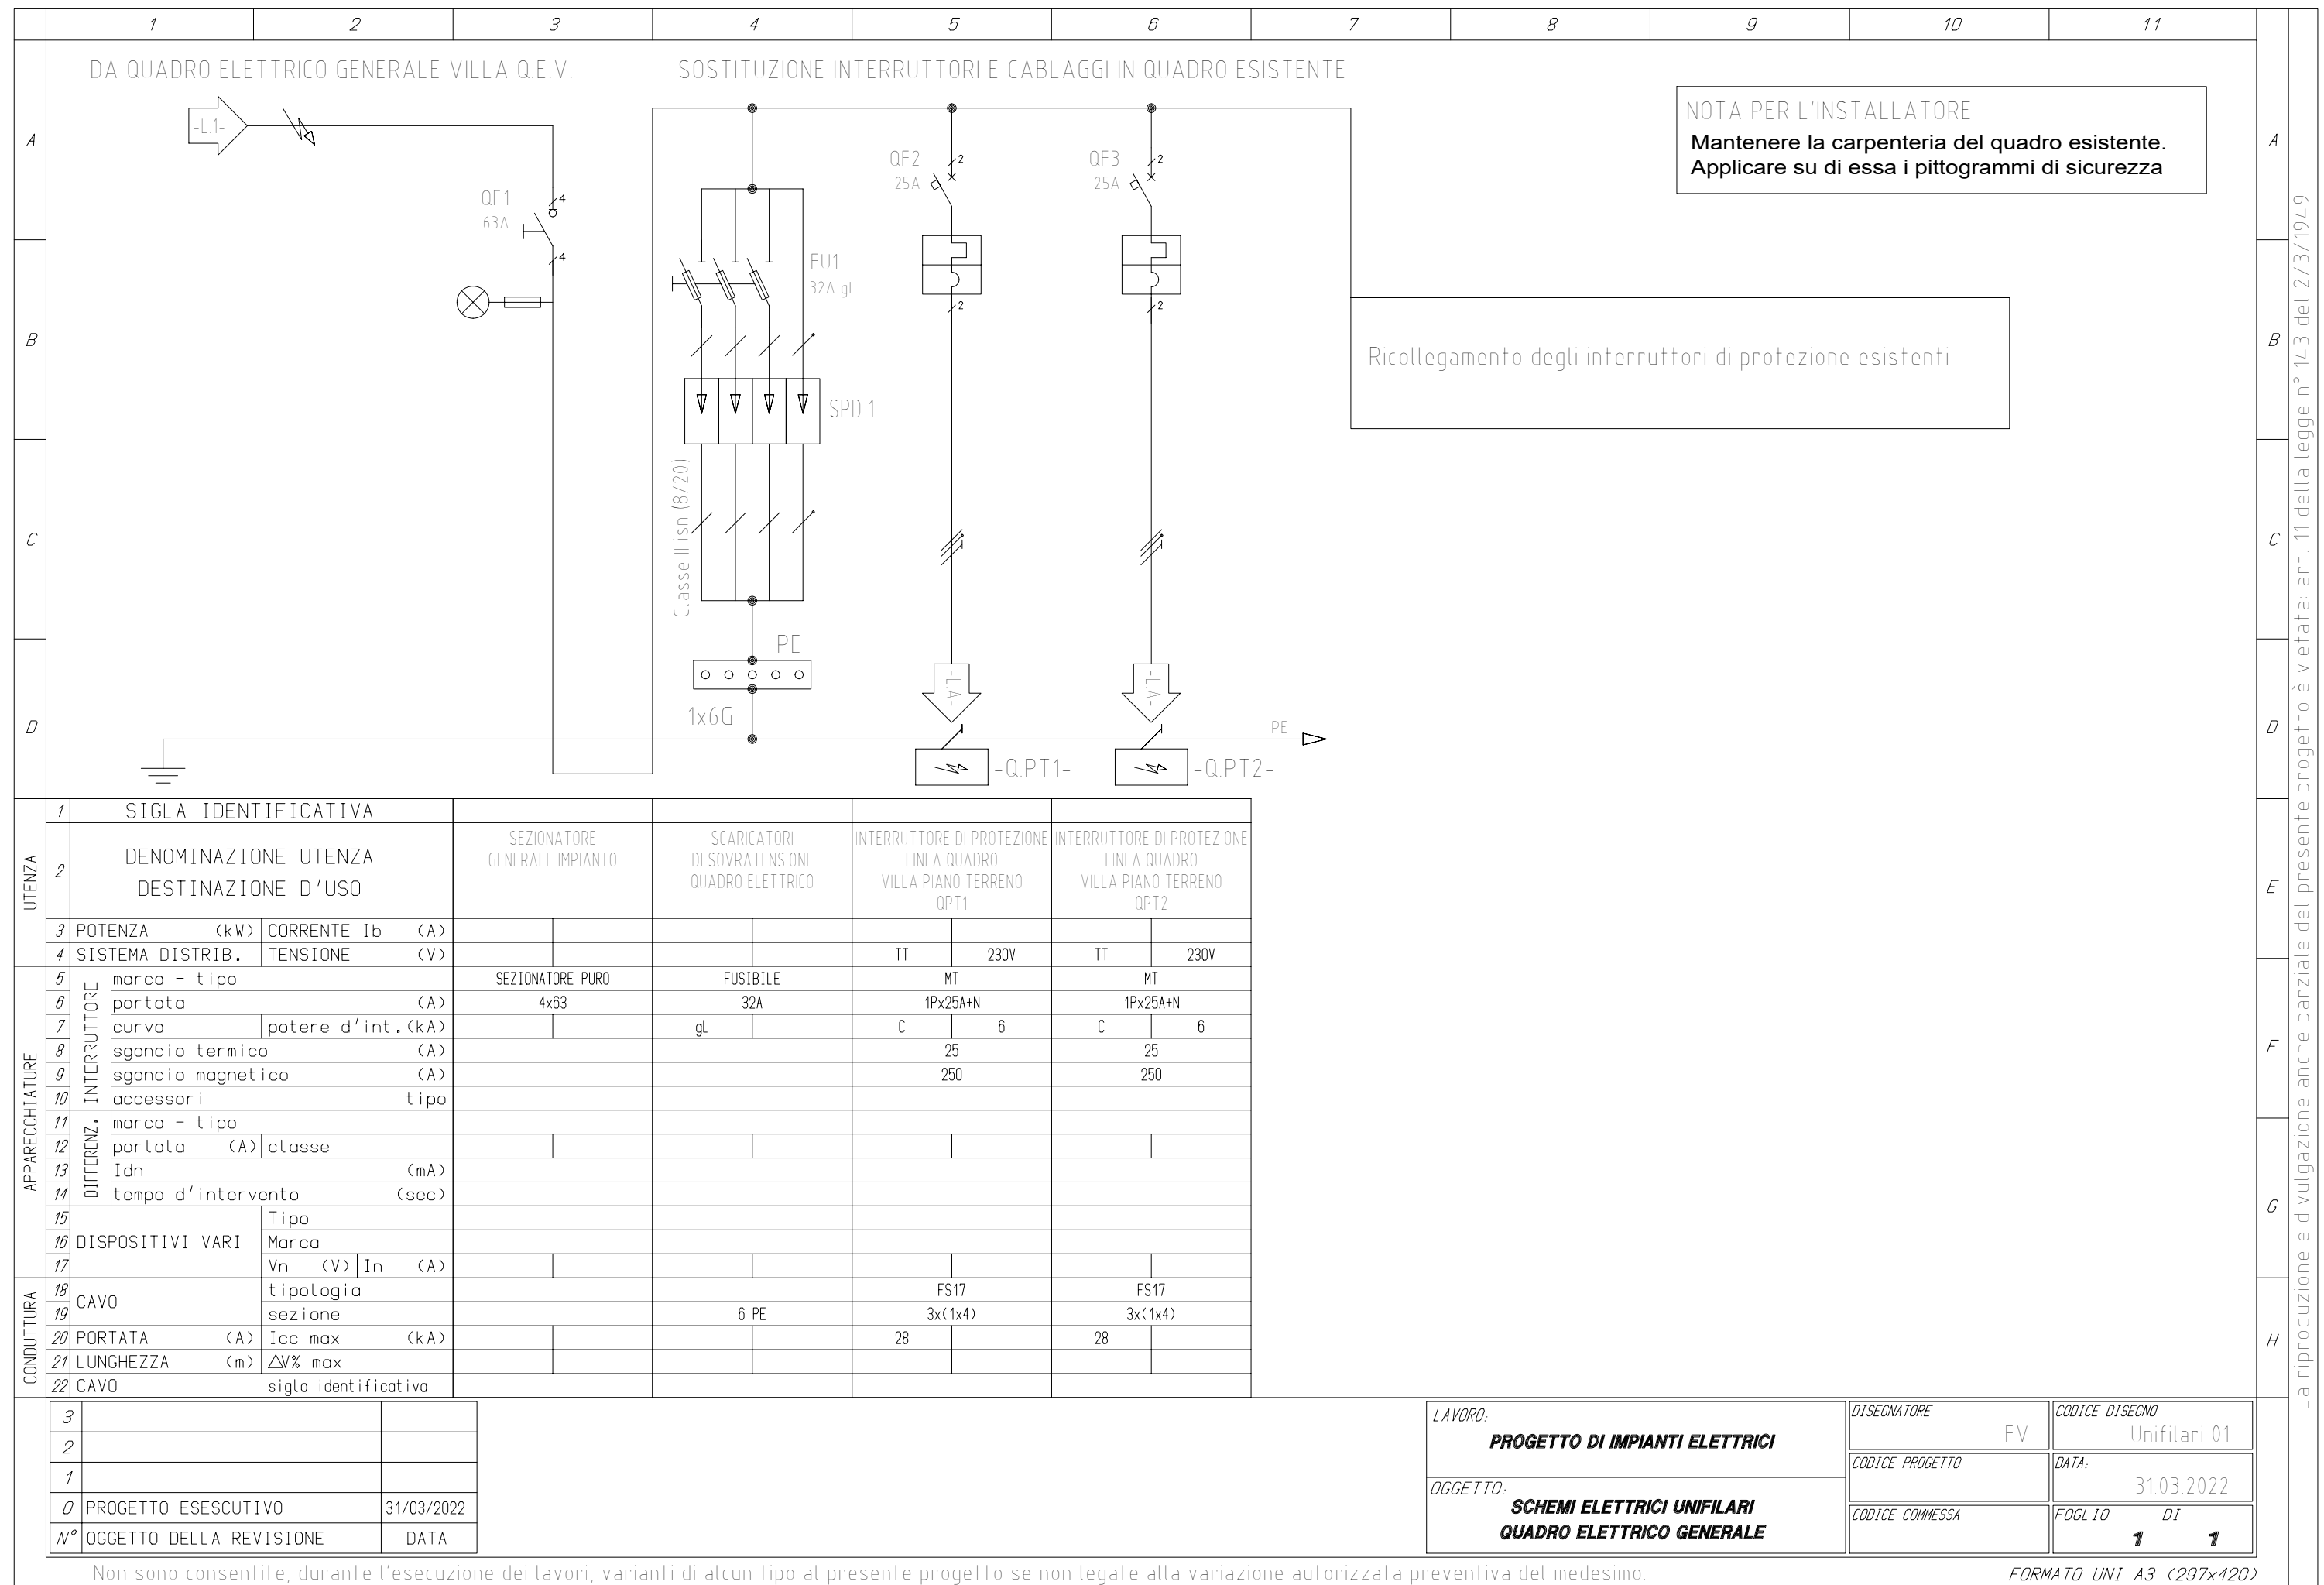 1 2 3 4 5 6 7 8 9 10 11
DA QUADRO ELETTRICO GENERALE VILLA Q.E.V.
SOSTITUZIONE INTERRUTTORI E CABLAGGI IN QUADRO ESISTENTE
NOTA PER L'INSTALLATORE
Mantenere la carpenteria del quadro esistente.
Applicare su di essa i pittogrammi di sicurezza
-L.1-
A A
QF1
63A
4
4
QF2
25A
2
2
QF3
25A
2
2
FU1
32A gL
B B
Ricollegamento degli interruttori di protezione esistenti
SPD 1
Classe II isn (8/20)
C C
PE
1x6G
-LA-
-LA-
D D
PE
-Q.PT1-
-Q.PT2-
UTENZA
1 SIGLA IDENTIFICATIVA
2 DENOMINAZIONE UTENZA
DESTINAZIONE D'USO
SEZIONATORE
GENERALE IMPIANTO
SCARICATORI
DI SOVRATENSIONE
QUADRO ELETTRICO
INTERRUTTORE DI PROTEZIONE
LINEA QUADRO
VILLA PIANO TERRENO
QPT1
INTERRUTTORE DI PROTEZIONE
LINEA QUADRO
VILLA PIANO TERRENO
QPT2
E
3 POTENZA (kW) CORRENTE Ib (A)
4 SISTEMA DISTRIB. TENSIONE (V) TT 230V TT 230V
APPARECCHIATURE
INTERRUTTORE
5 marca - tipo SEZIONATORE PURO FUSIBILE MT MT
6 portata (A) 4x63 32A 1Px25A+N 1Px25A+N
7 curva potere d'int.(kA) gL C 6 C 6
8 sgancio termico (A) 25 25
F
9 sgancio magnetico (A) 250 250
10 accessori tipo
DIFFERENZ.
11 marca - tipo
12 portata (A) classe
13 Idn (mA)
14 tempo d'intervento (sec)
G
15 Tipo
16 DISPOSITIVI VARI Marca
17 Vn (V) In (A)
CONDUTTURA
18 CAVO tipologia FS17 FS17
19 sezione 6 PE 3x(1x4) 3x(1x4)
20 PORTATA (A) Icc max (kA) 28 28
H
21 LUNGHEZZA (m) △V% max
22 CAVO sigla identificativa
3
2
1
0 PROGETTO ESESCUTIVO 31/03/2022
N° OGGETTO DELLA REVISIONE DATA
LAVORO:
PROGETTO DI IMPIANTI ELETTRICI
OGGETTO:
SCHEMI ELETTRICI UNIFILARI
QUADRO ELETTRICO GENERALE
DISEGNATORE
FV
CODICE DISEGNO
Unifilari 01
CODICE PROGETTO
DATA:
31.03.2022
CODICE COMMESSA
FOGLIO DI
1 1
Non sono consentite, durante l'esecuzione dei lavori, varianti di alcun tipo al presente progetto se non legate alla variazione autorizzata preventiva del medesimo.
FORMATO UNI A3 (297x420)
La riproduzione e divulgazione anche parziale del presente progetto è vietata: art. 11 della legge n°.143 del 2/3/1949